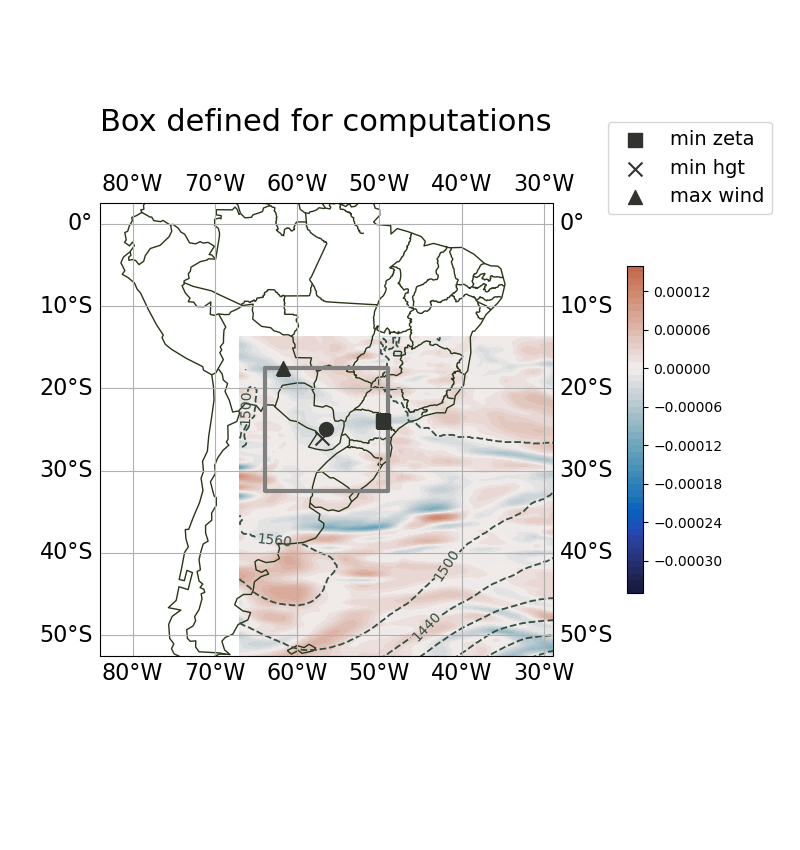 Box defined for computations
min zeta
min hgt
max wind
80°W 70°W 60°W 50°W 40°W 30°W
0° 0°
10°S 10°S
20°S 20°S
30°S 30°S
40°S 40°S
50°S 50°S
80°W 70°W 60°W 50°W 40°W 30°W
1500
1560
1500
1440
0.00012
0.00006
0.00000
−0.00006
−0.00012
−0.00018
−0.00024
−0.00030